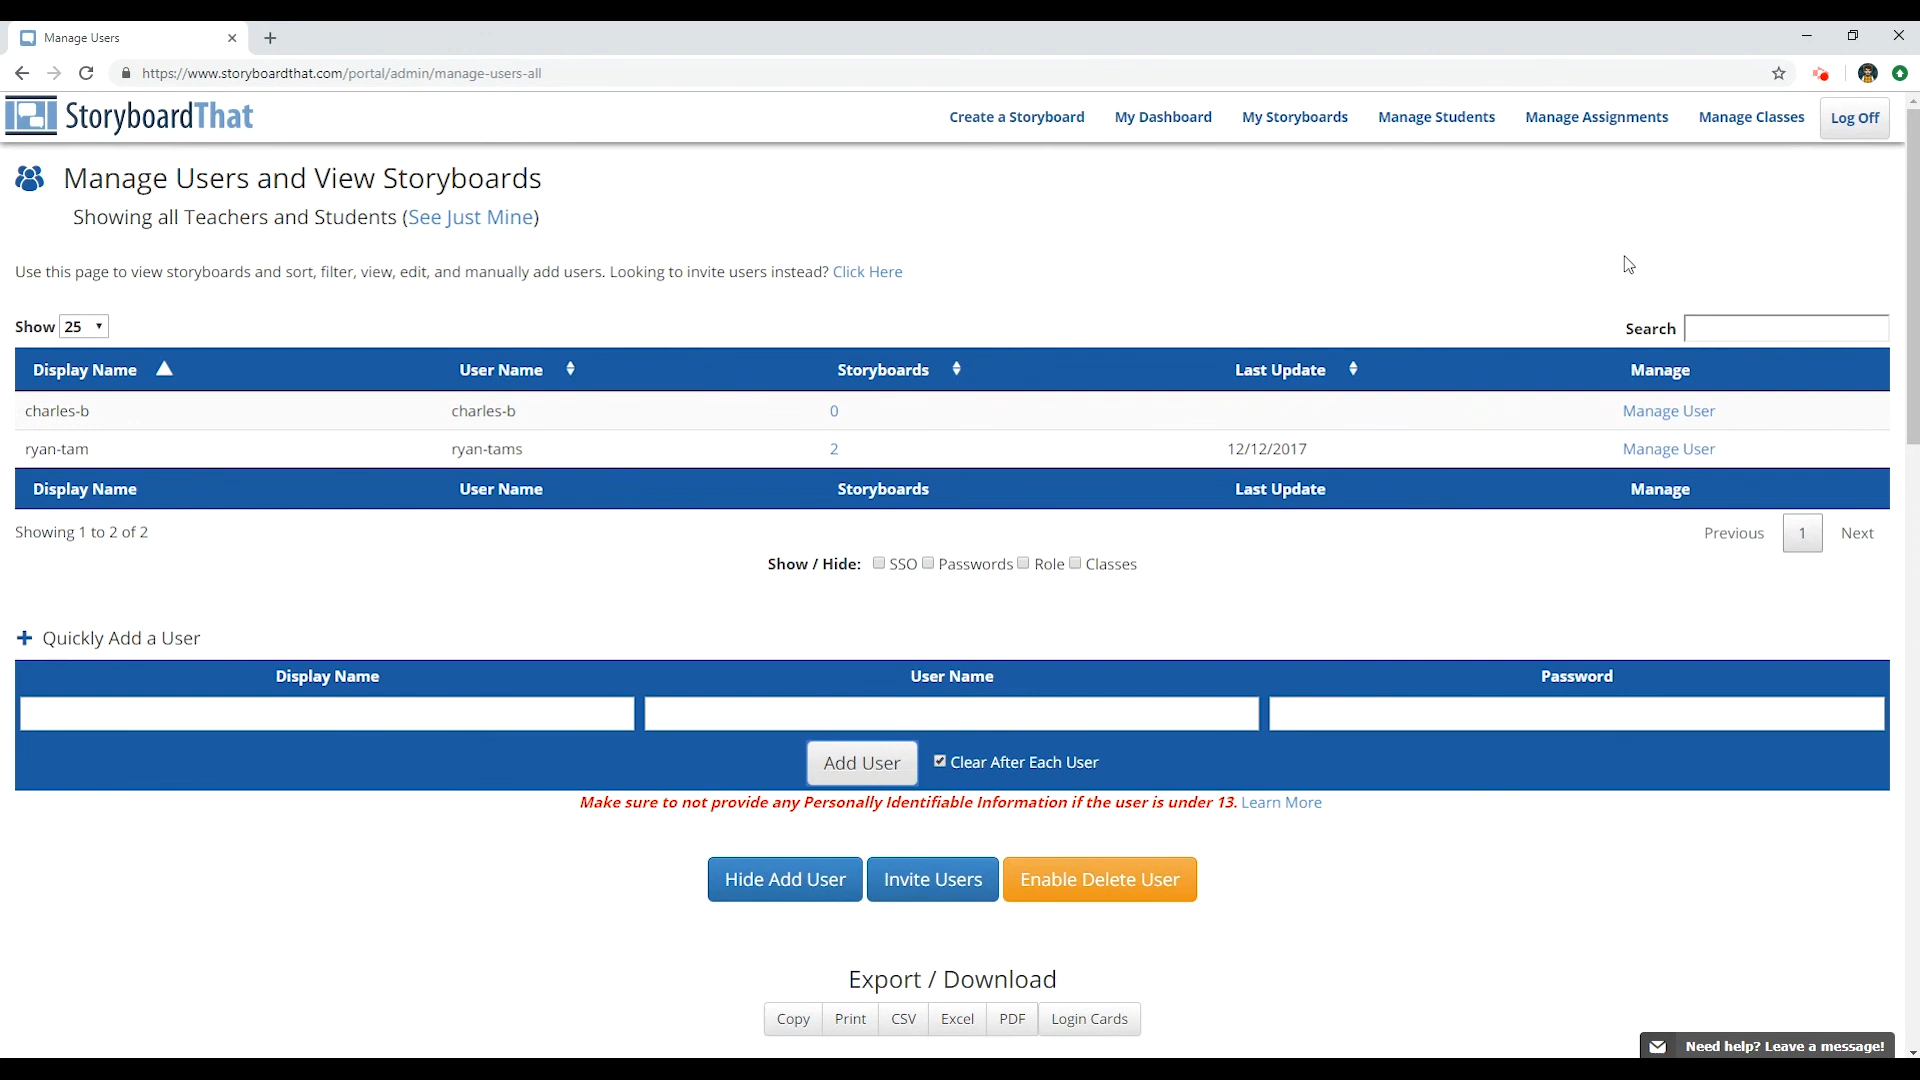 Manage Users
https://www.storyboardthat.com/portal/admin/manage-users-all
StoryboardThat
Create a Storyboard My Dashboard My Storyboards Manage Students Manage Assignments Manage Classes Log Off
Manage Users and View Storyboards
Showing all Teachers and Students (See Just Mine)
Use this page to view storyboards and sort, filter, view, edit, and manually add users. Looking to invite users instead? Click Here
Show 25 Search
Display Name User Name Storyboards Last Update Manage
charles-b charles-b 0 Manage User
ryan-tam ryan-tams 2 12/12/2017 Manage User
Display Name User Name Storyboards Last Update Manage
Showing 1 to 2 of 2 Previous 1 Next
Show / Hide: SSO Passwords Role Classes
Quickly Add a User
Display Name User Name Password
Add User Clear After Each User
Make sure to not provide any Personally Identifiable Information if the user is under 13. Learn More
Hide Add User Invite Users Enable Delete User
Export / Download
Copy Print CSV Excel PDF Login Cards
Need help? Leave a message!